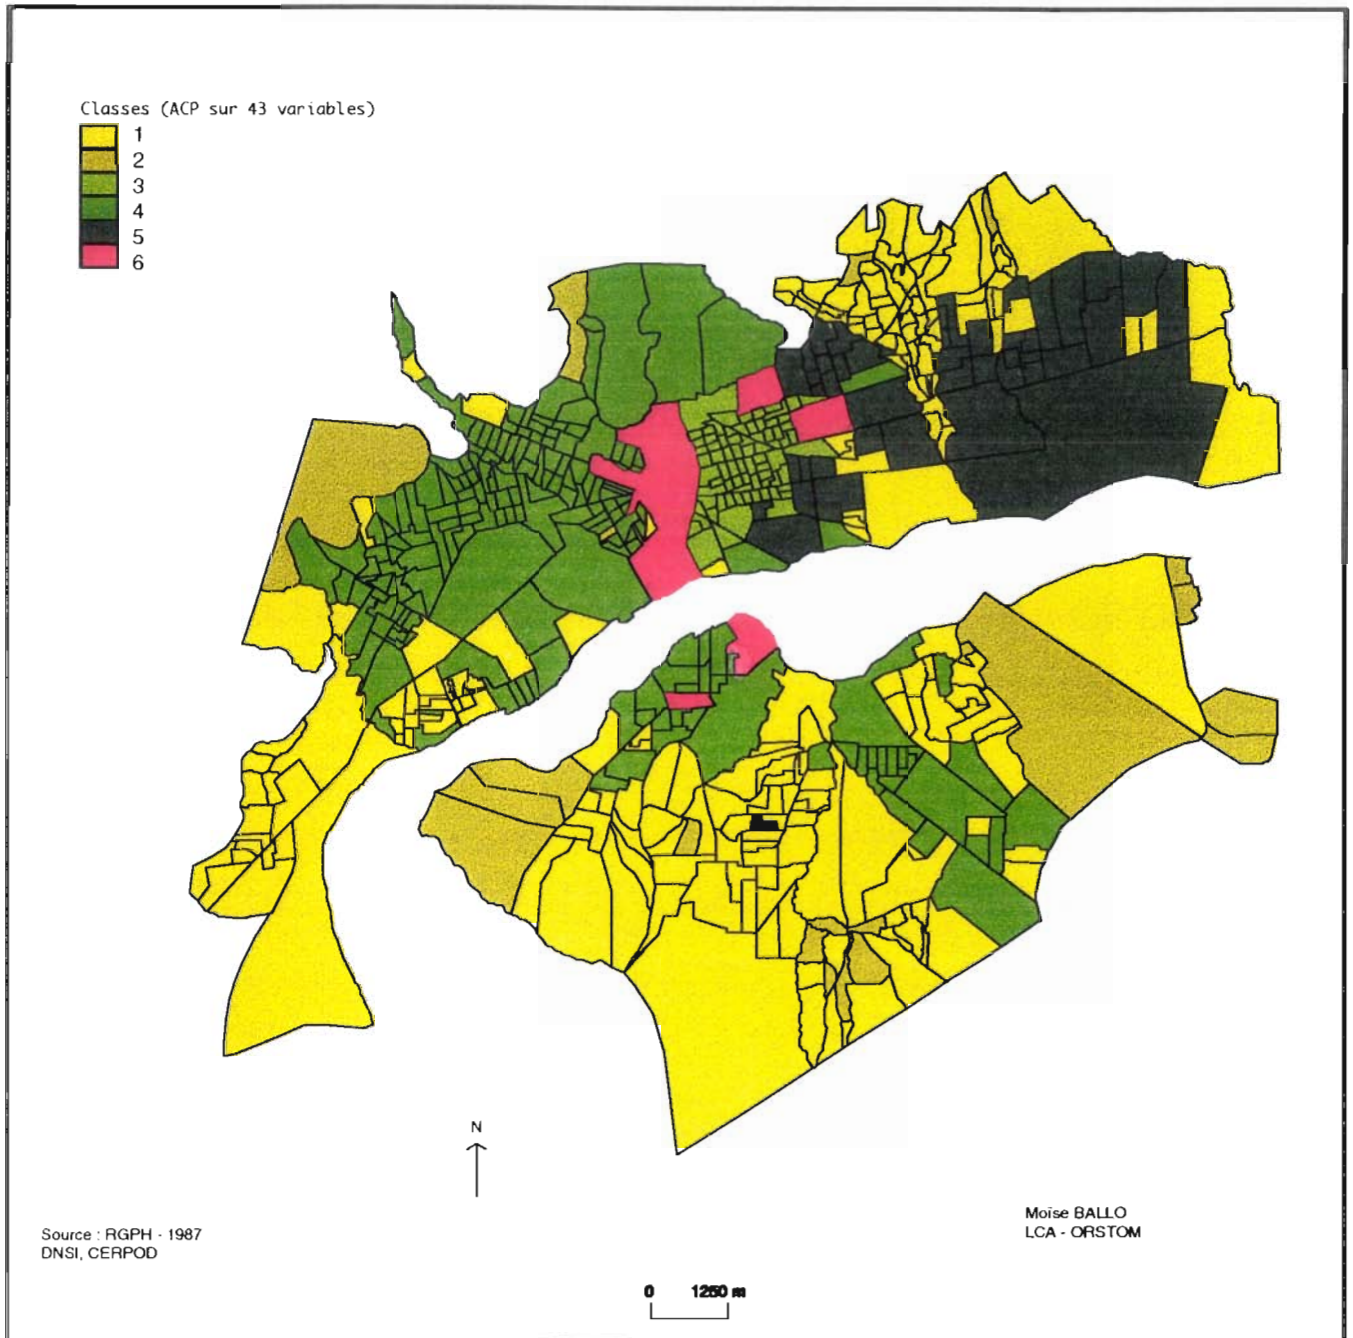 Classes (ACP sur 43 variables)
1
2
3
4
5
6
N
Source : RGPH - 1987
DNSI, CERPOD
Moïse BALLO
LCA - ORSTOM
0 1250 m